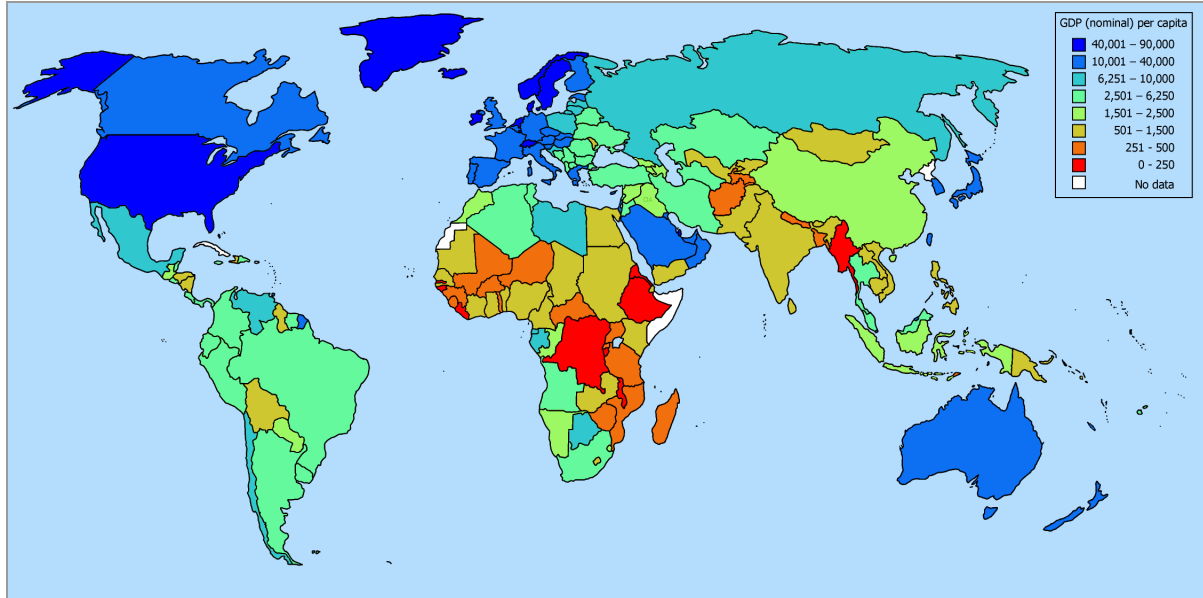 GDP (nominal) per capita
40,001 – 90,000
10,001 – 40,000
6,251 – 10,000
2,501 – 6,250
1,501 – 2,500
501 – 1,500
251 - 500
0 - 250
No data